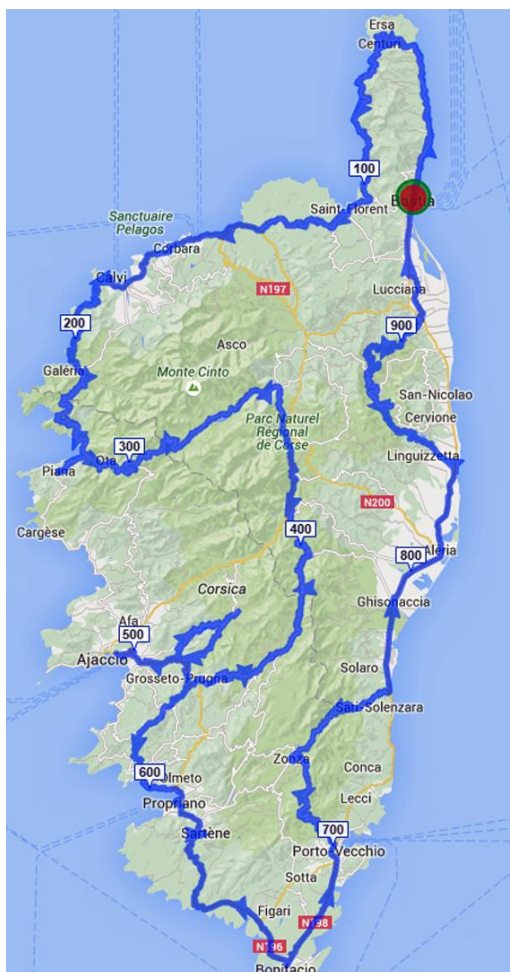 Ersa
Centuri
100
Bastia
Saint-Florent
Sanctuaire
Pelagos
Corbara
Calvi
Lucciana
N197
200
900
Asco
Galéria
Monte Cinto
San-Nicolao
Parc Naturel
Régional
de Corse
Cervione
300
Ota
Linguizzetta
Piana
N200
Cargèse
400
800
Aléria
Corsica
Ghisonaccia
Afa
500
Ajaccio
Solaro
Grosseto-Prugna
Sari-Solenzara
Zonza
600
Olmeto
Conca
Propriano
Lecci
Sartène
700
Porto-Vecchio
Sotta
Figari
N198
N196
Bonifacio